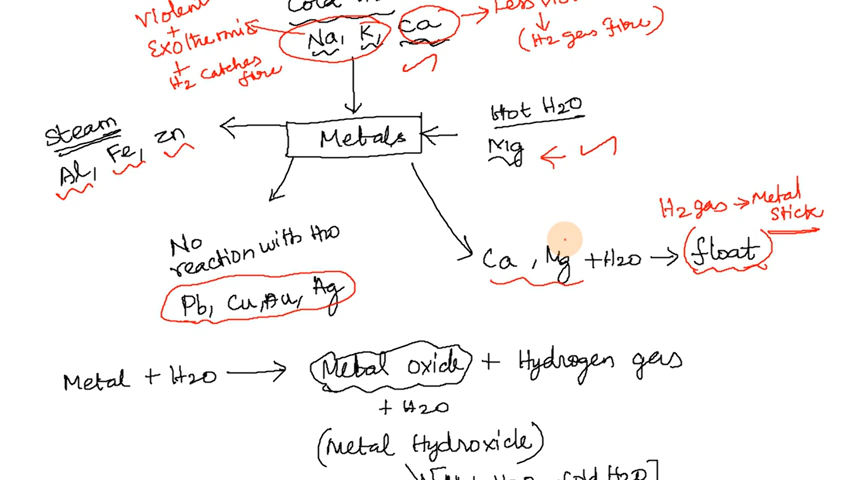 Violent
+
Exothermic
+
H2 catches
fire
Na, K, Ca
Less
(H2 gas fire)
Steam
Al, Fe, Zn
Metals
Hot H2O
Mg
No
reaction with H2O
Pb, Cu, Au, Ag
H2 gas → Metal
Stick
Ca, Mg + H2O → float
Metal + H2O → Metal oxide + Hydrogen gas
+ H2O
(Metal Hydroxide)